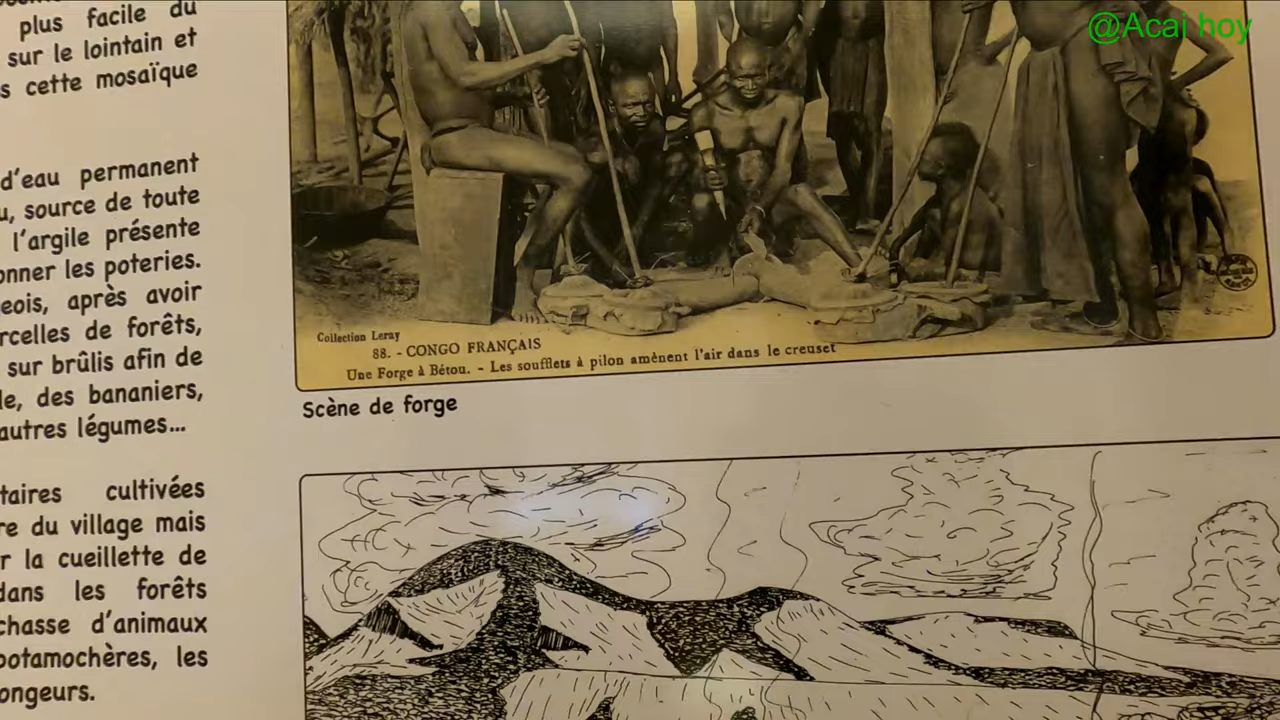 @Acai hoy
plus facile du
sur le lointain et
s cette mosaïque
d'eau permanent
u, source de toute
l'argile présente
onner les poteries.
eois, après avoir
rcelles de forêts,
sur brûlis afin de
le, des bananiers,
autres légumes...
taires cultivées
re du village mais
r la cueillette de
dans les forêts
chasse d'animaux
potamochères, les
ongeurs.
Collection Leray
88. - CONGO FRANÇAIS
Une Forge à Bétou. - Les soufflets à pilon amènent l'air dans le creuset
Scène de forge